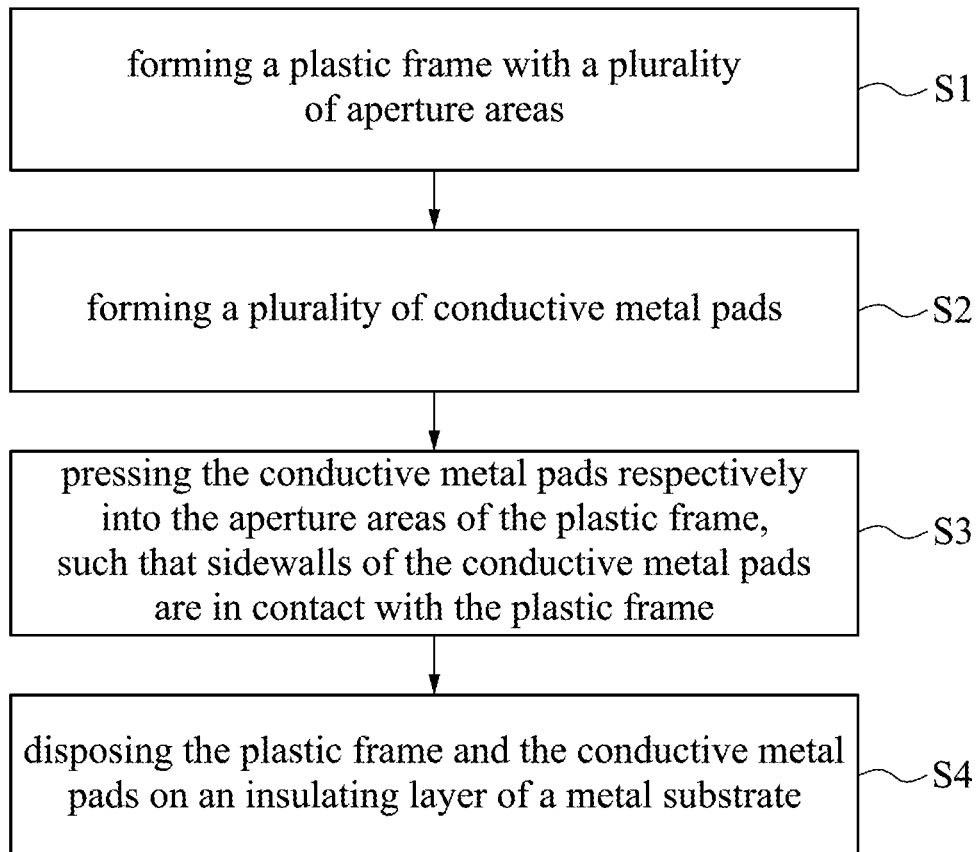 forming a plastic frame with a plurality
of aperture areas
S1
forming a plurality of conductive metal pads
S2
pressing the conductive metal pads respectively
into the aperture areas of the plastic frame,
such that sidewalls of the conductive metal pads
are in contact with the plastic frame
S3
disposing the plastic frame and the conductive metal
pads on an insulating layer of a metal substrate
S4